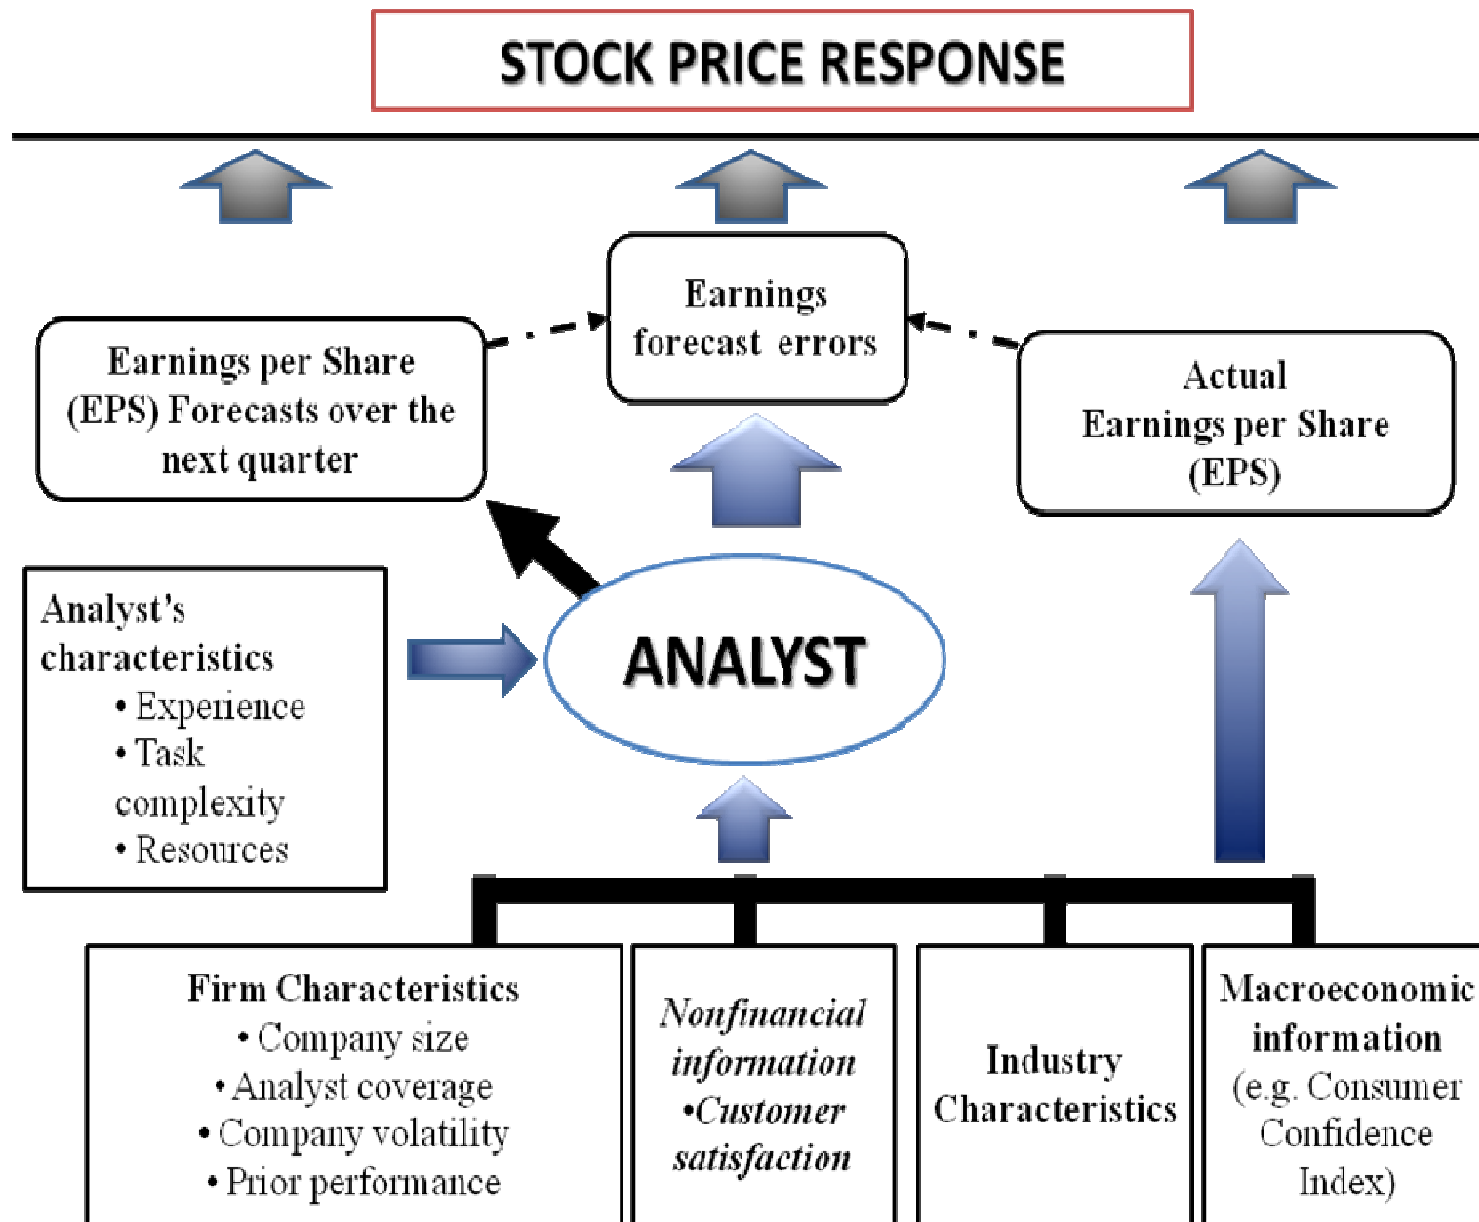 STOCK PRICE RESPONSE
Earnings
forecast errors
Earnings per Share
(EPS) Forecasts over the
next quarter
Actual
Earnings per Share
(EPS)
Analyst's
characteristics
• Experience
• Task
complexity
• Resources
ANALYST
Firm Characteristics
• Company size
• Analyst coverage
• Company volatility
• Prior performance
Nonfinancial
information
•Customer
satisfaction
Industry
Characteristics
Macroeconomic
information
(e.g. Consumer
Confidence
Index)